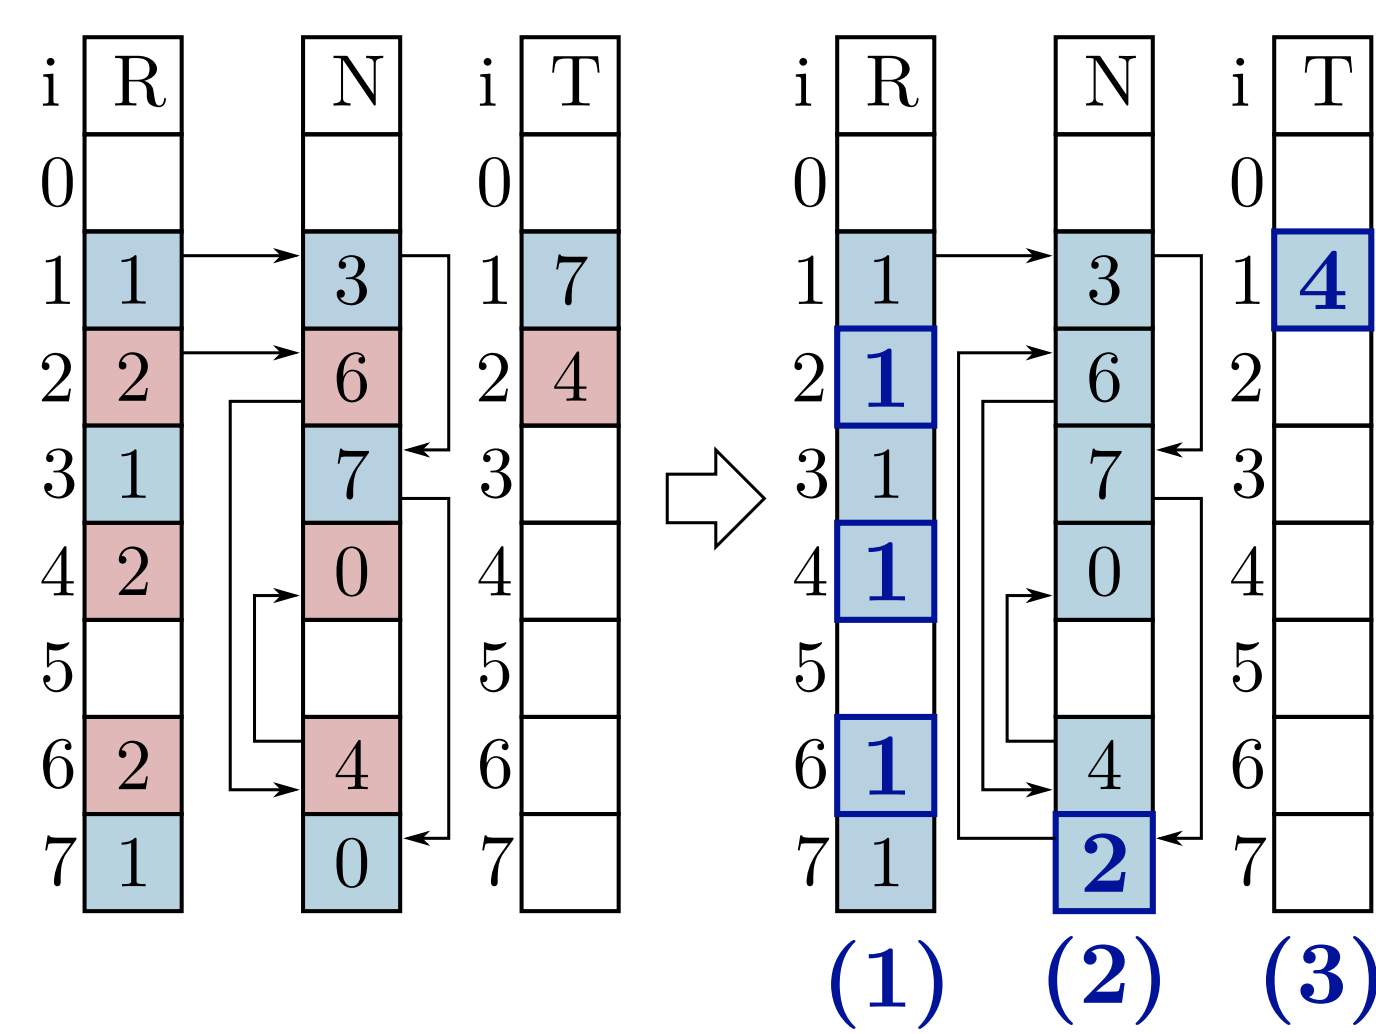 i R N i T i R N i T
0 0 0 0
1 1 3 1 7 1 1 3 1 4
2 2 6 2 4 2 1 6 2
3 1 7 3 3 1 7 3
4 2 0 4 4 1 0 4
5 5 5 5
6 2 4 6 6 1 4 6
7 1 0 7 7 1 2 7
(1) (2) (3)